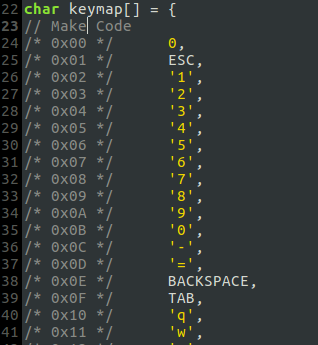 22 char keymap[] = {
23 // Make Code
24 /* 0x00 */      0,
25 /* 0x01 */      ESC,
26 /* 0x02 */      '1',
27 /* 0x03 */      '2',
28 /* 0x04 */      '3',
29 /* 0x05 */      '4',
30 /* 0x06 */      '5',
31 /* 0x07 */      '6',
32 /* 0x08 */      '7',
33 /* 0x09 */      '8',
34 /* 0x0A */      '9',
35 /* 0x0B */      '0',
36 /* 0x0C */      '-',
37 /* 0x0D */      '=',
38 /* 0x0E */      BACKSPACE,
39 /* 0x0F */      TAB,
40 /* 0x10 */      'q',
41 /* 0x11 */      'w',